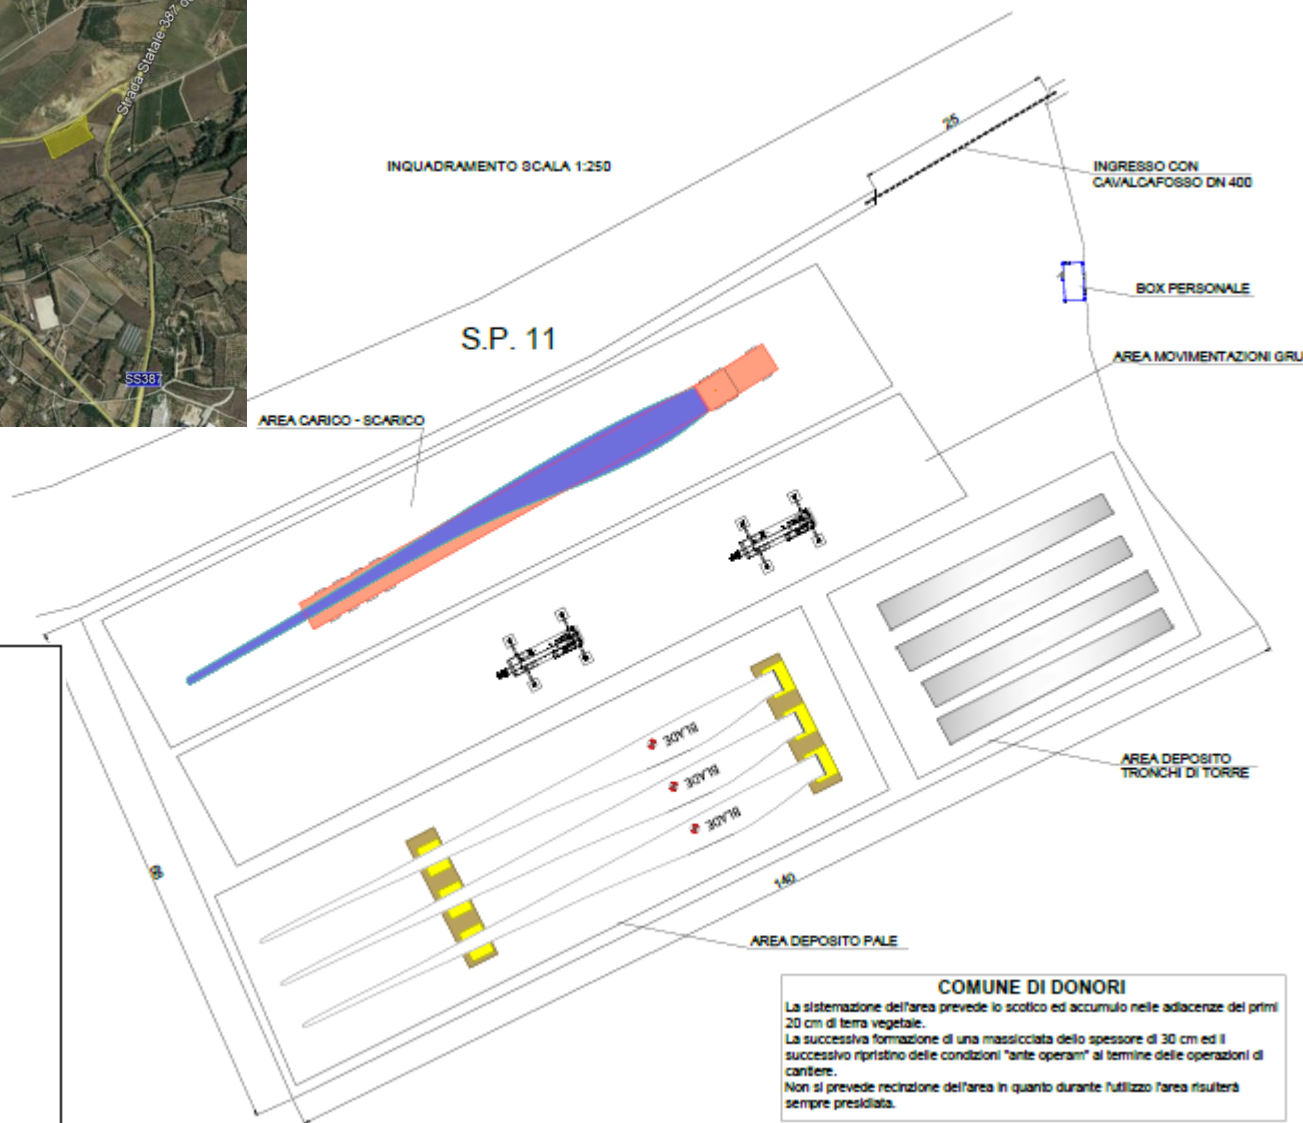 Strada Statale 387 d
SS387
INQUADRAMENTO SCALA 1:250
25
INGRESSO CON
CAVALCAFOSSO DN 400
BOX PERSONALE
S.P. 11
AREA MOVIMENTAZIONI GRU
AREA CARICO - SCARICO
BLADE
BLADE
BLADE
AREA DEPOSITO
TRONCHI DI TORRE
140
AREA DEPOSITO PALE
COMUNE DI DONORI
La sistemazione dell'area prevede lo scotico ed accumulo nelle adiacenze dei primi
20 cm di terra vegetale.
La successiva formazione di una massicciata dello spessore di 30 cm ed il
successivo ripristino delle condizioni "ante operam" al termine delle operazioni di
cantiere.
Non si prevede recinzione dell'area in quanto durante l'utilizzo l'area risulterà
sempre presidiata.